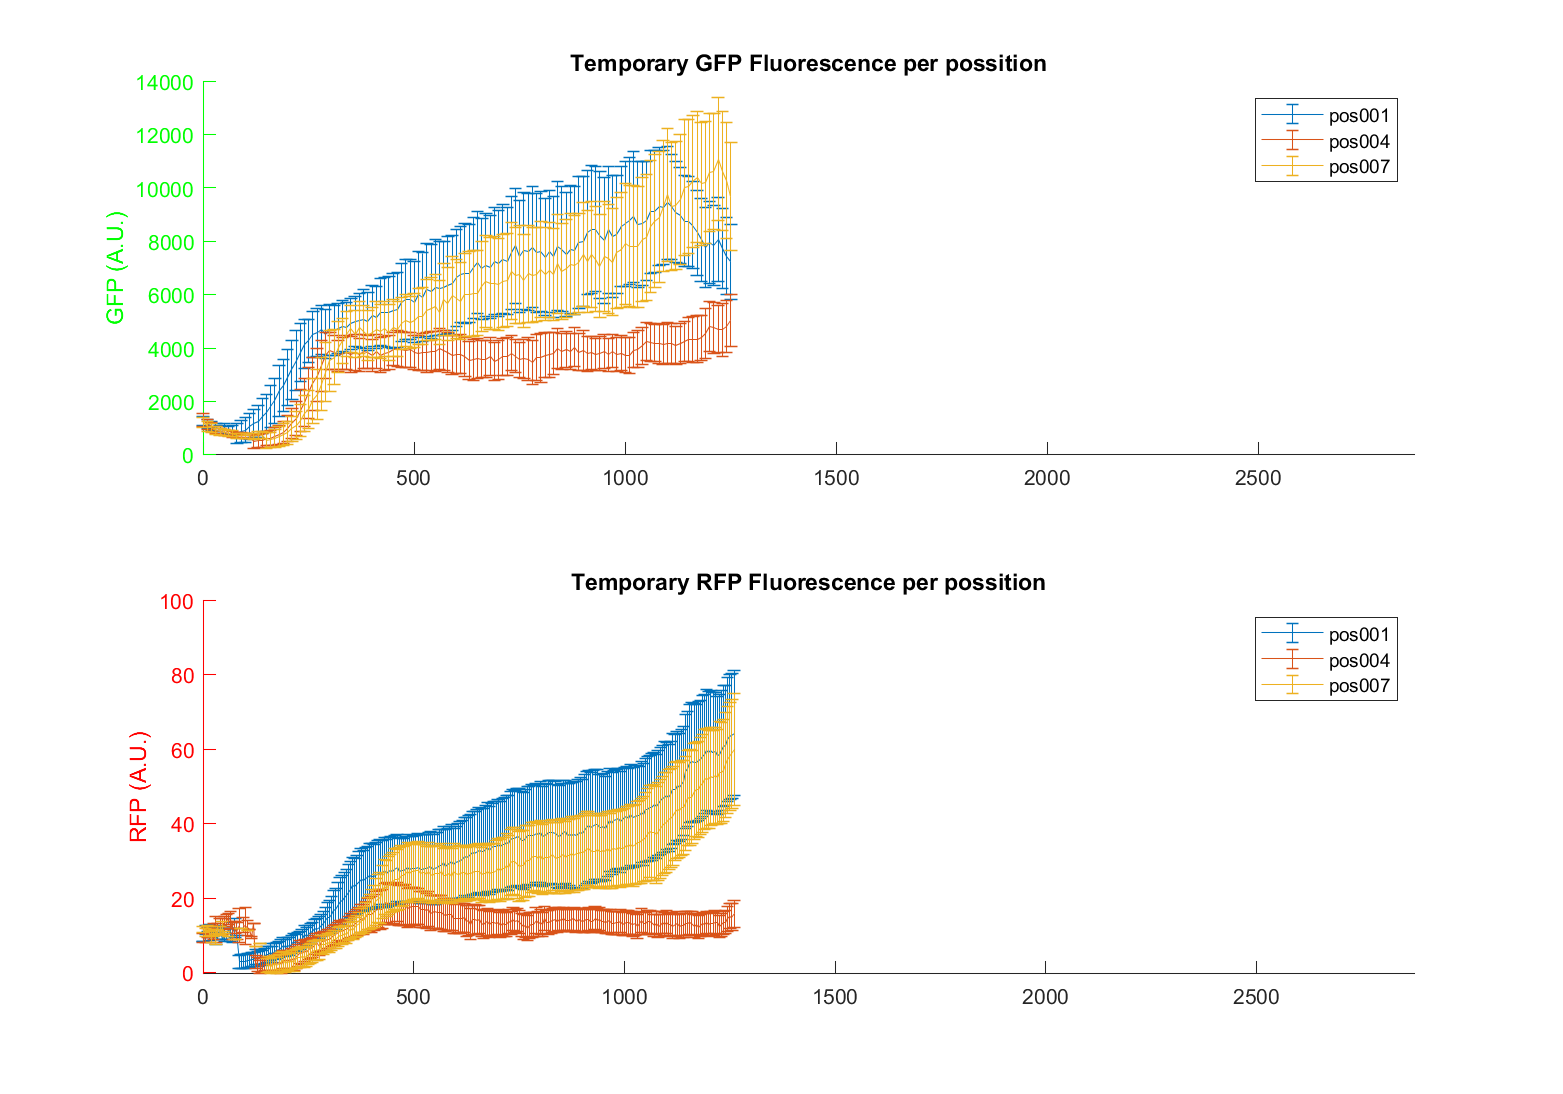 Temporary GFP Fluorescence per possition
14000
12000
10000
8000
6000
4000
2000
0
GFP (A.U.)
pos001
pos004
pos007
0 500 1000 1500 2000 2500
Temporary RFP Fluorescence per possition
100
80
60
40
20
0
RFP (A.U.)
pos001
pos004
pos007
0 500 1000 1500 2000 2500